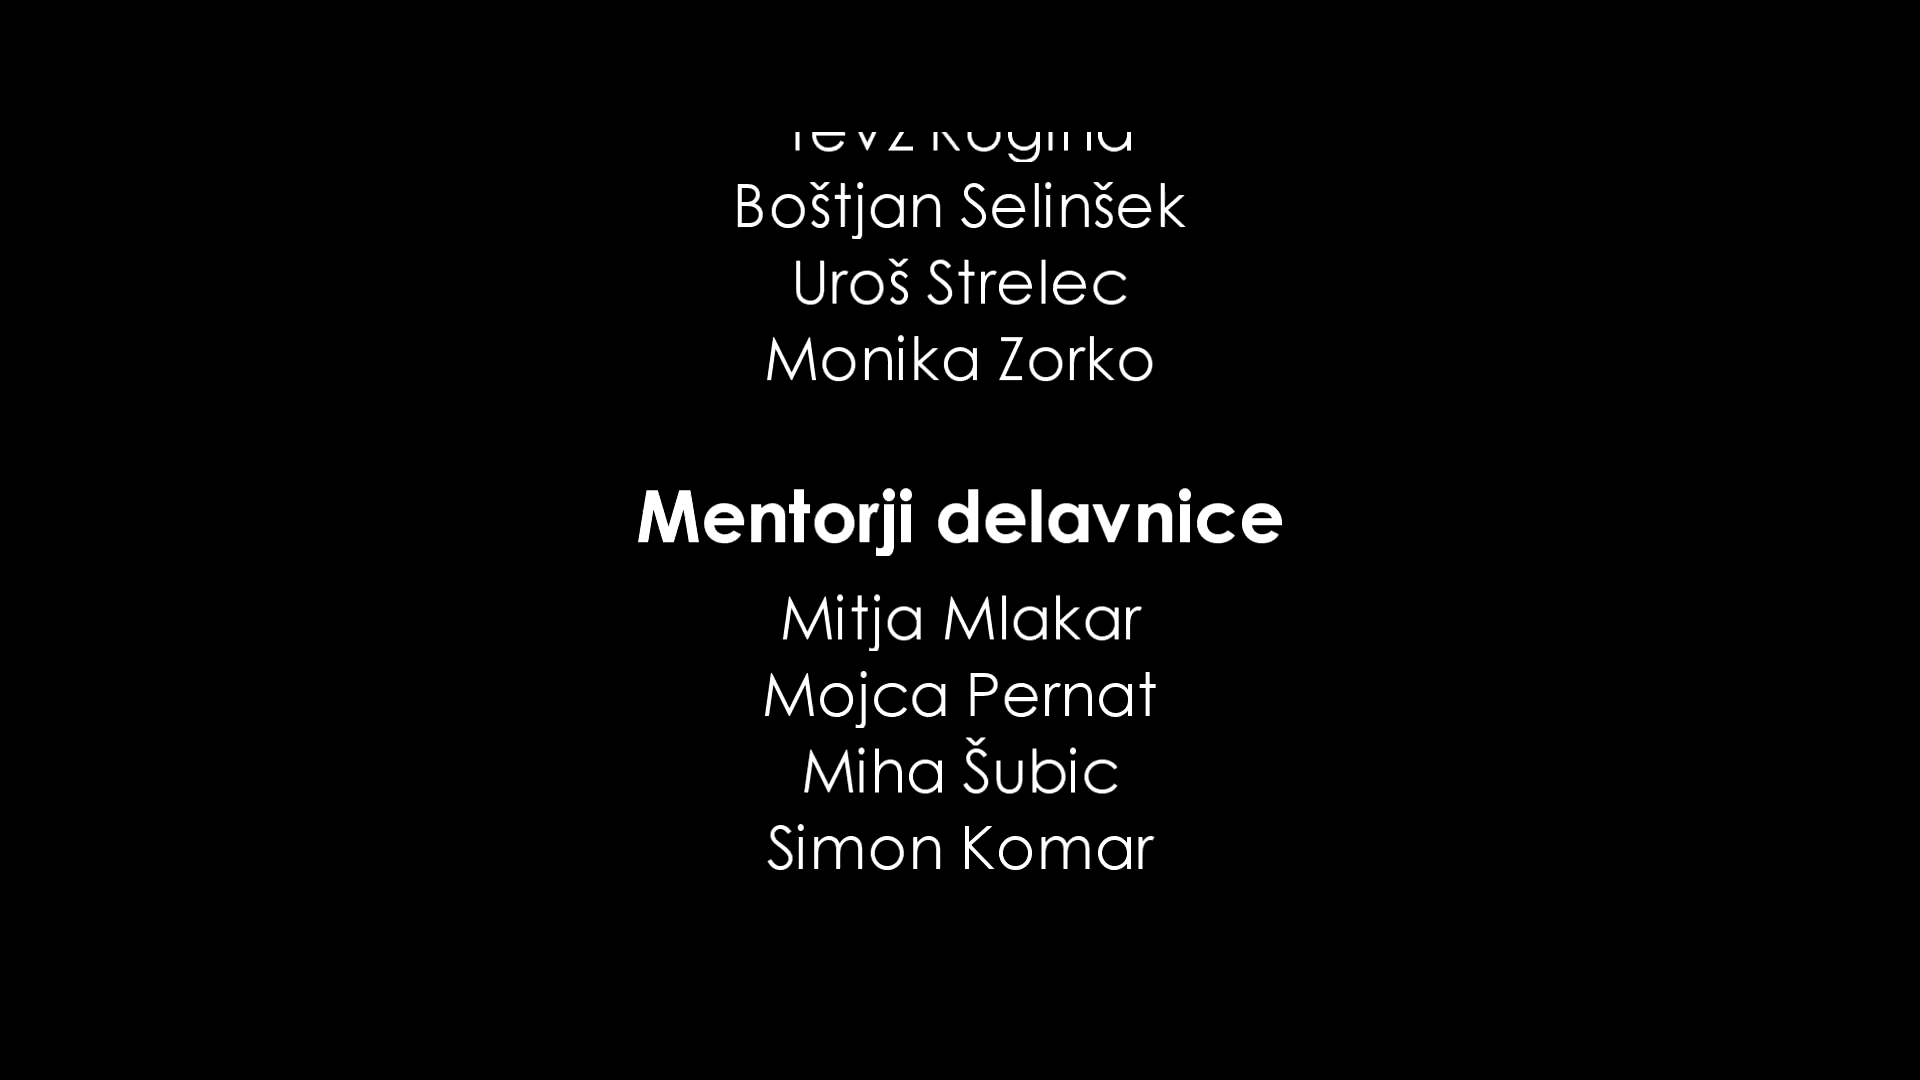 Boštjan Selinšek
Uroš Strelec
Monika Zorko
Mentorji delavnice
Mitja Mlakar
Mojca Pernat
Miha Šubic
Simon Komar